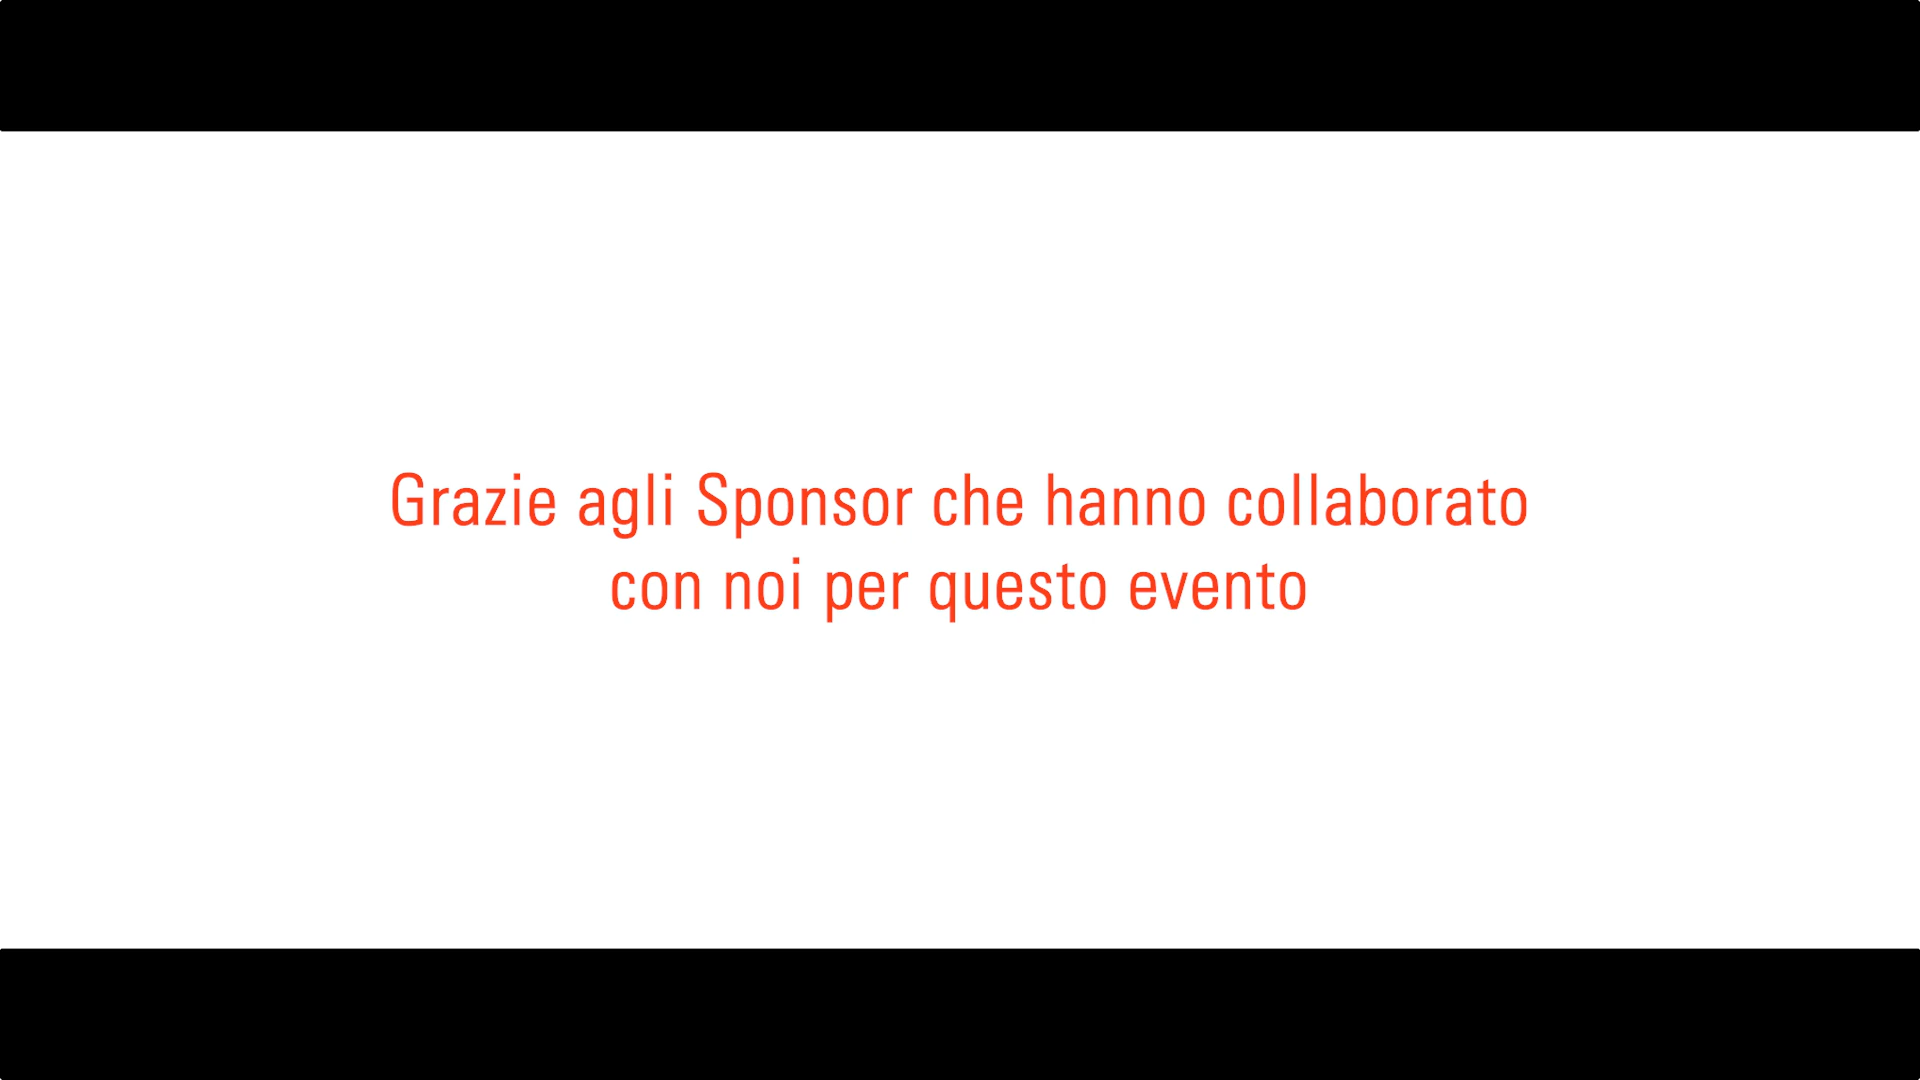 Grazie agli Sponsor che hanno collaborato
con noi per questo evento